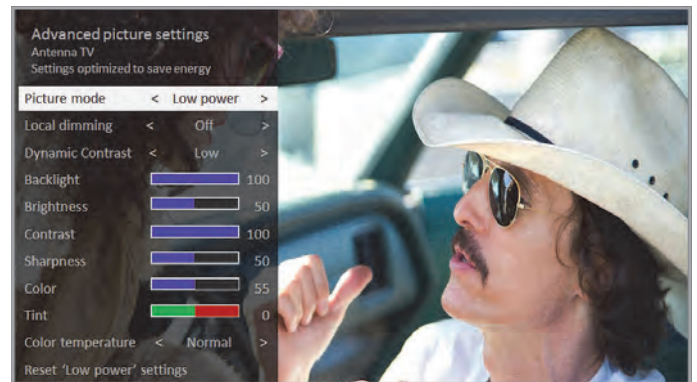 Advanced picture settings
Antenna TV
Settings optimized to save energy
Picture mode < Low power >
Local dimming < Off >
Dynamic Contrast < Low >
Backlight 100
Brightness 50
Contrast 100
Sharpness 50
Color 55
Tint 0
Color temperature < Normal >
Reset 'Low power' settings